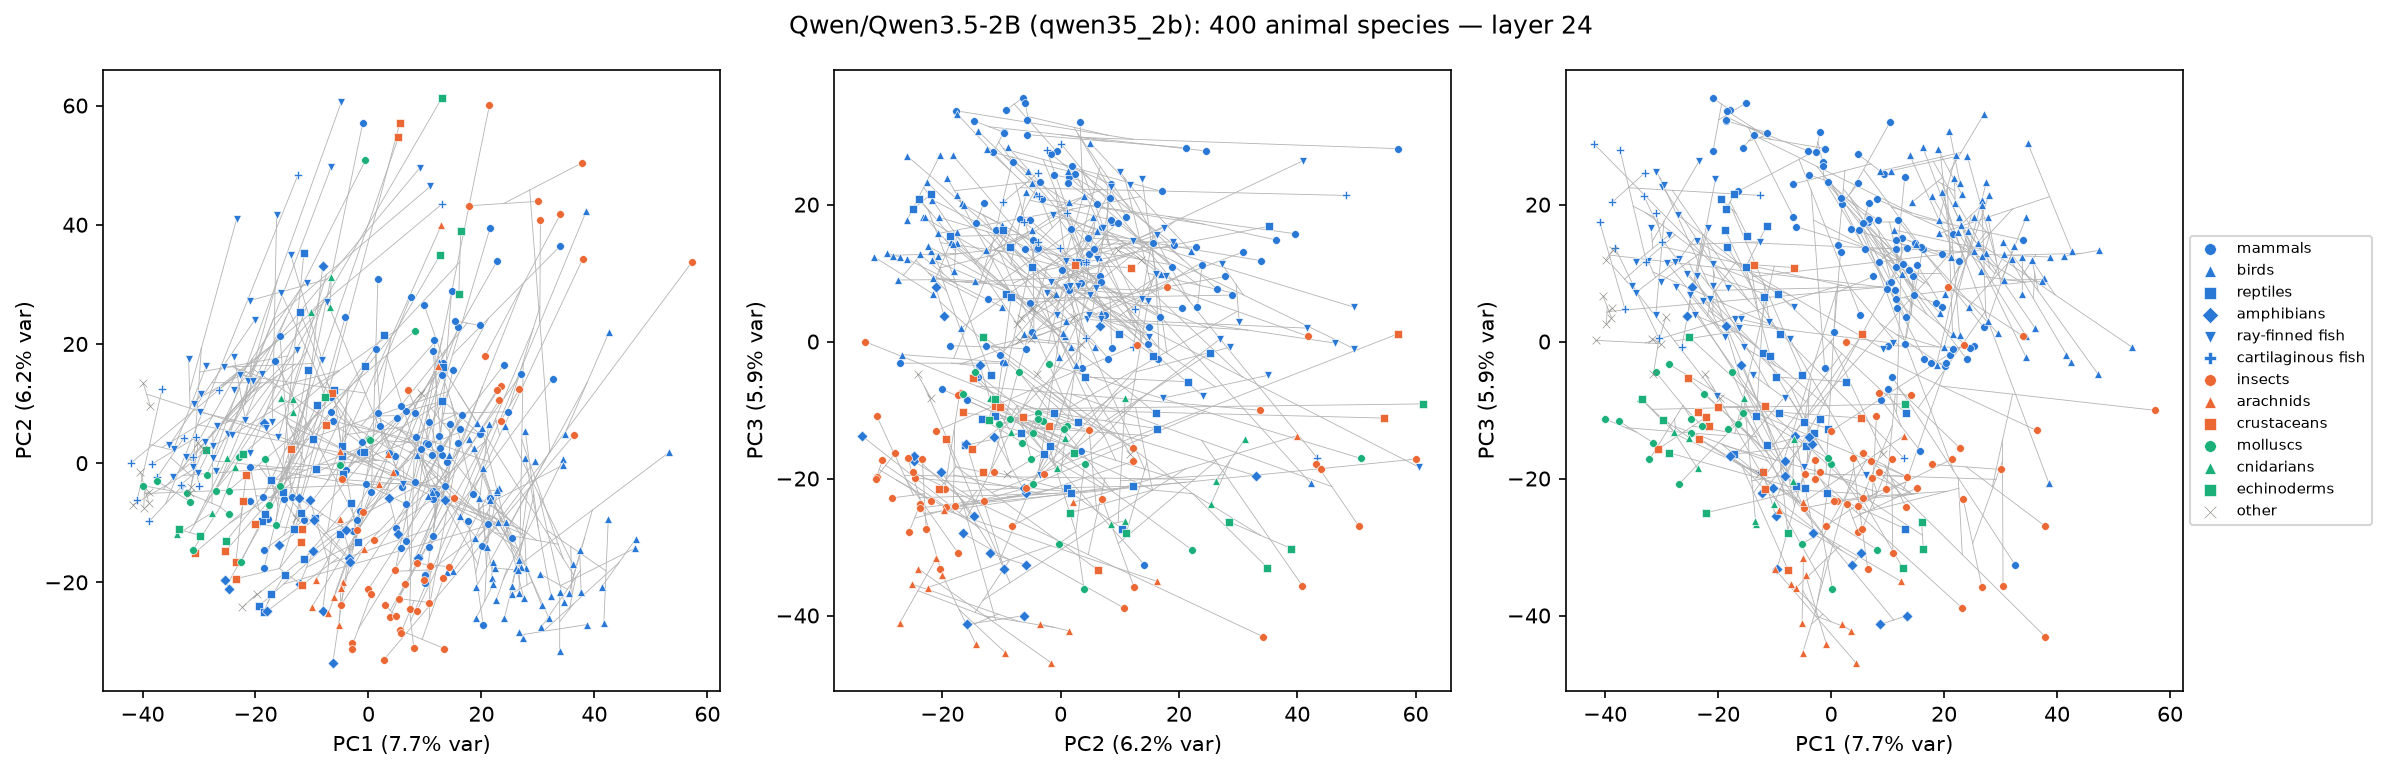 Qwen/Qwen3.5-2B (qwen35_2b): 400 animal species — layer 24
60
40
20
0
−20
PC2 (6.2% var)
−40
−20
0
20
40
60
PC1 (7.7% var)
20
0
−20
−40
PC3 (5.9% var)
−20
0
20
40
60
PC2 (6.2% var)
20
0
−20
−40
PC3 (5.9% var)
−40
−20
0
20
40
60
PC1 (7.7% var)
mammals
birds
reptiles
amphibians
ray-finned fish
cartilaginous fish
insects
arachnids
crustaceans
molluscs
cnidarians
echinoderms
other